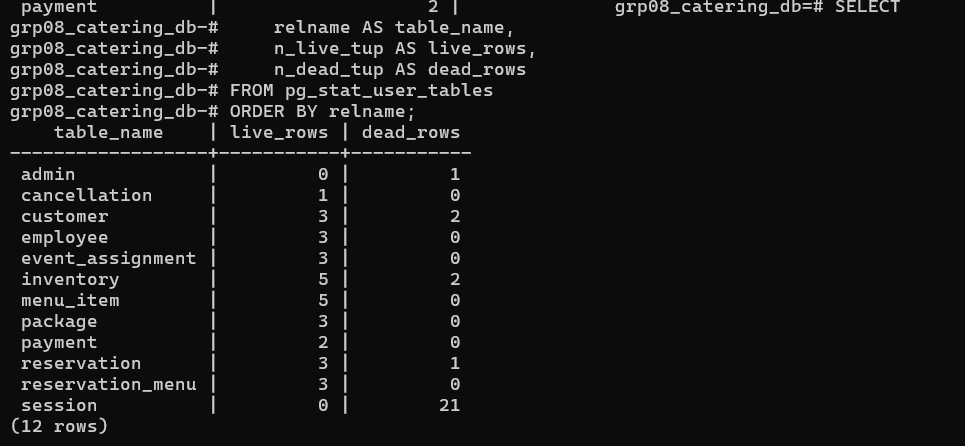 payment          |                   2 |              grp08_catering_db=# SELECT
grp08_catering_db-#     relname AS table_name,
grp08_catering_db-#     n_live_tup AS live_rows,
grp08_catering_db-#     n_dead_tup AS dead_rows
grp08_catering_db-# FROM pg_stat_user_tables
grp08_catering_db-# ORDER BY relname;
    table_name    | live_rows | dead_rows
------------------+-----------+-----------
 admin            |         0 |         1
 cancellation     |         1 |         0
 customer         |         3 |         2
 employee         |         3 |         0
 event_assignment |         3 |         0
 inventory        |         5 |         2
 menu_item        |         5 |         0
 package          |         3 |         0
 payment          |         2 |         0
 reservation      |         3 |         1
 reservation_menu |         3 |         0
 session          |         0 |        21
(12 rows)